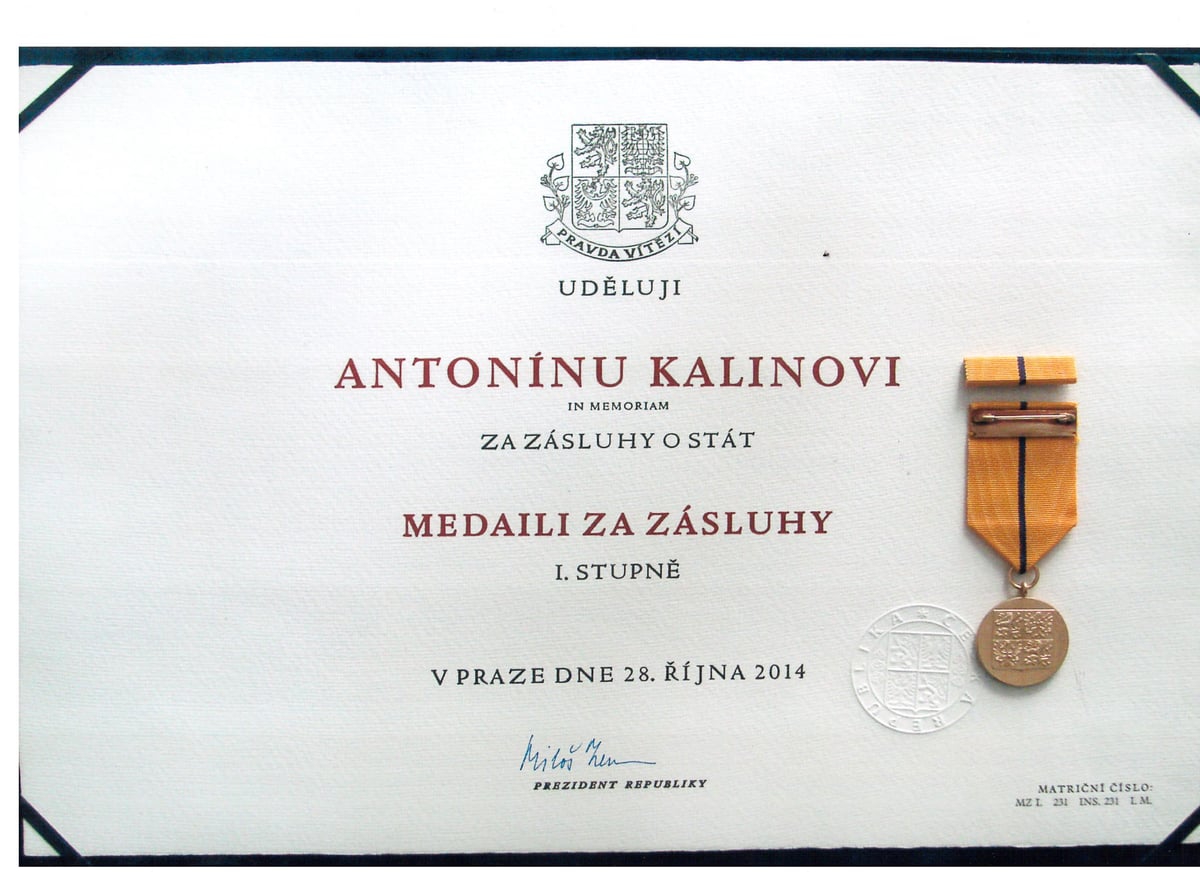 PRAVDA VÍTĚZÍ
UDĚLUJI
ANTONÍNU KALINOVI
IN MEMORIAM
ZA ZÁSLUHY O STÁT
MEDAILI ZA ZÁSLUHY
I. STUPNĚ
V PRAZE DNE 28. ŘÍJNA 2014
Miloš Zeman
PREZIDENT REPUBLIKY
REPUBLIKA
MATRIČNÍ ČÍSLO:
MZ I. 231 INS. 231 I. M.